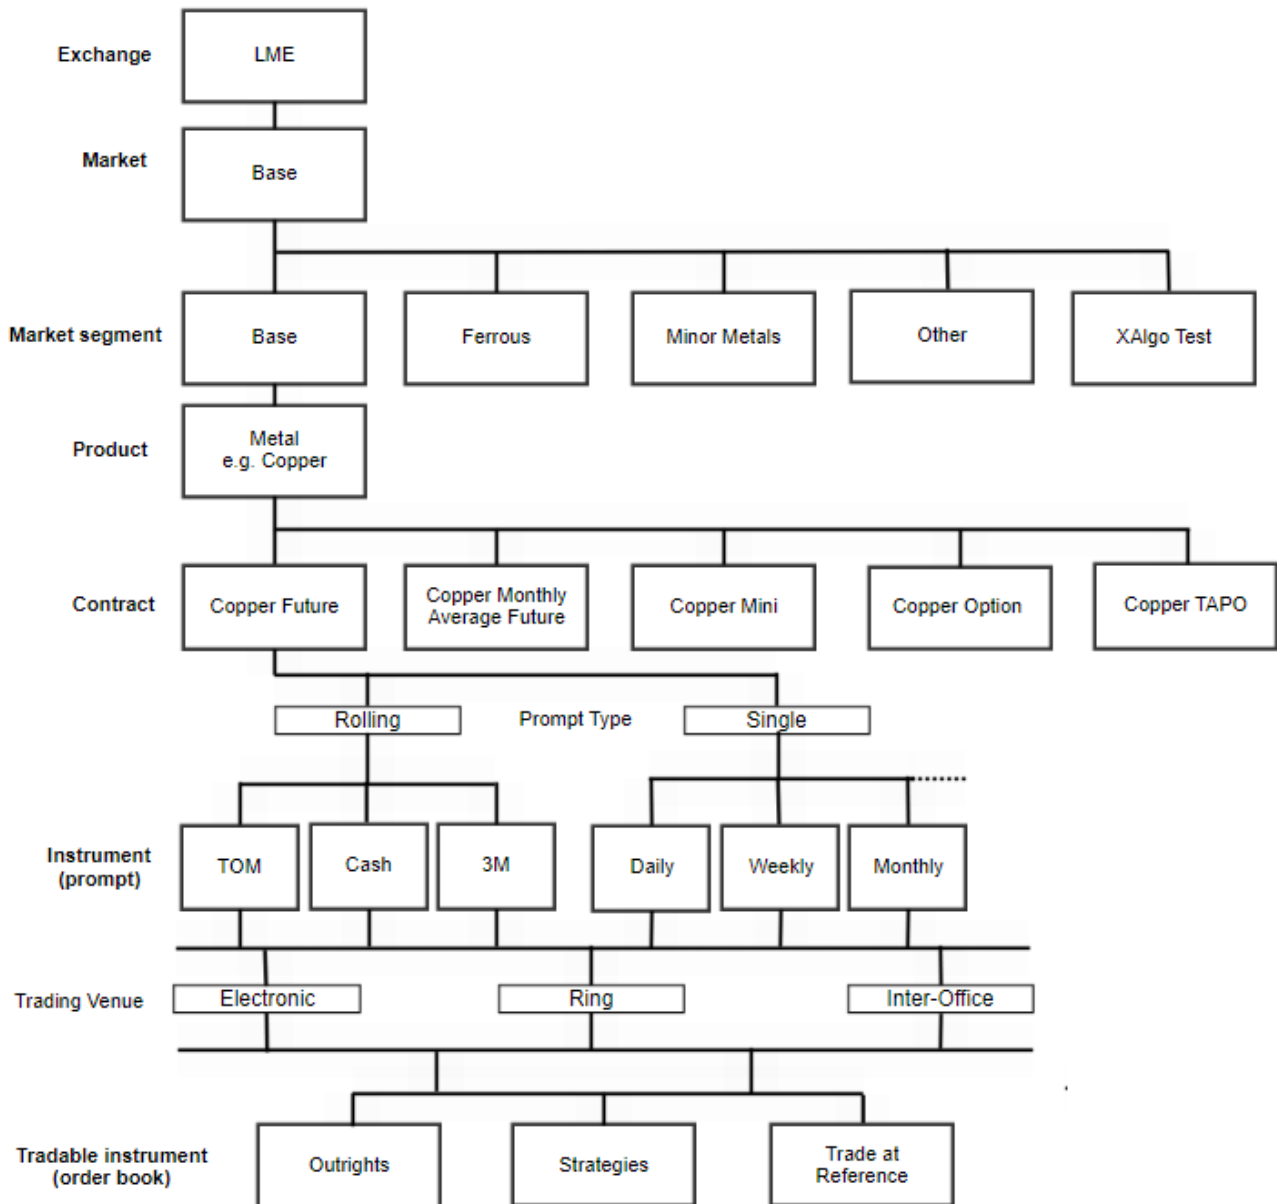 Exchange
LME
Market
Base
Market segment
Base
Ferrous
Minor Metals
Other
XAlgo Test
Product
Metal
e.g. Copper
Contract
Copper Future
Copper Monthly
Average Future
Copper Mini
Copper Option
Copper TAPO
Rolling
Prompt Type
Single
Instrument
(prompt)
TOM
Cash
3M
Daily
Weekly
Monthly
Trading Venue
Electronic
Ring
Inter-Office
Tradable instrument
(order book)
Outrights
Strategies
Trade at
Reference